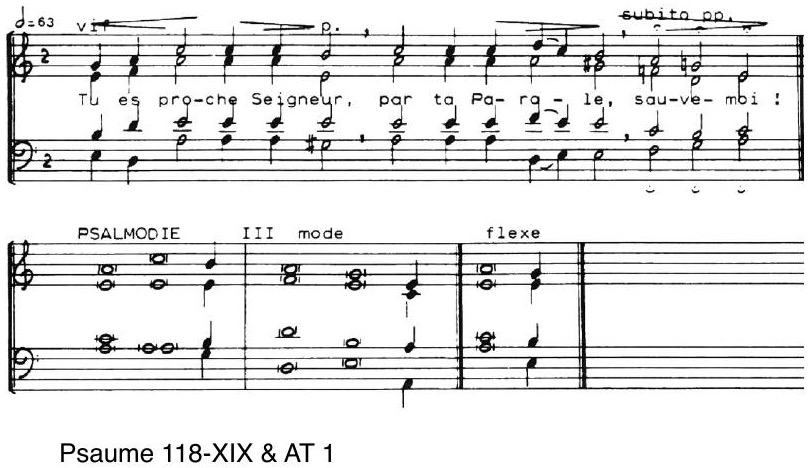 ♩=63 vif p. subito pp.
Tu es pro-che Seigneur, par ta Pa-ra - le, sau-ve- moi !
PSALMODIE III mode flexe
Psaume 118-XIX & AT 1